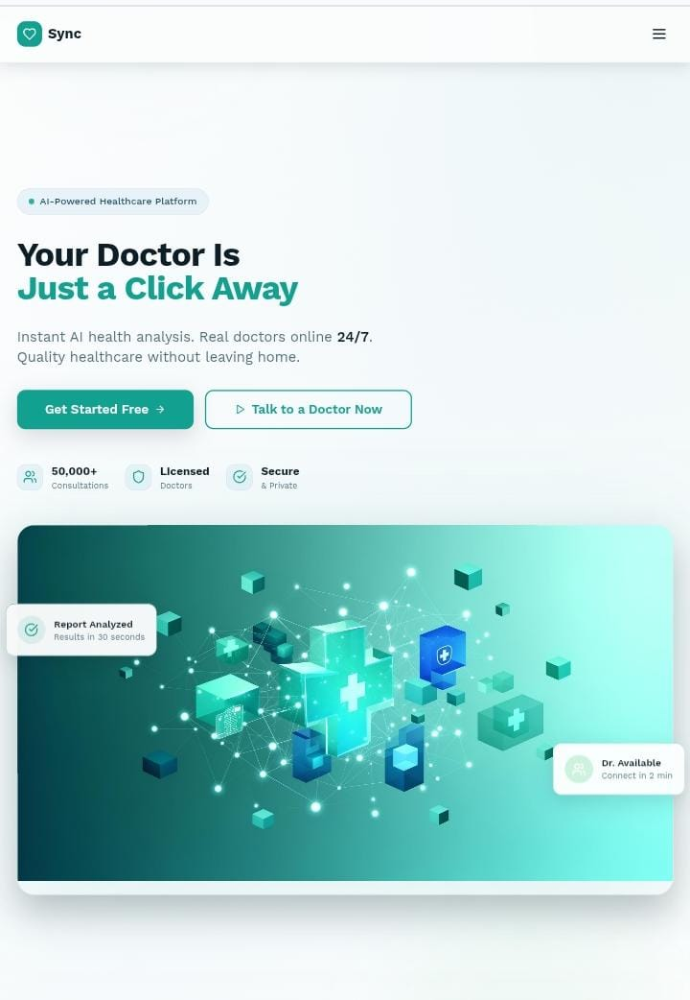 Sync
AI-Powered Healthcare Platform
Your Doctor Is
Just a Click Away
Instant AI health analysis. Real doctors online 24/7.
Quality healthcare without leaving home.
Get Started Free →
Talk to a Doctor Now
50,000+
Consultations
Licensed
Doctors
Secure
& Private
Report Analyzed
Results in 30 seconds
Dr. Available
Connect in 2 min